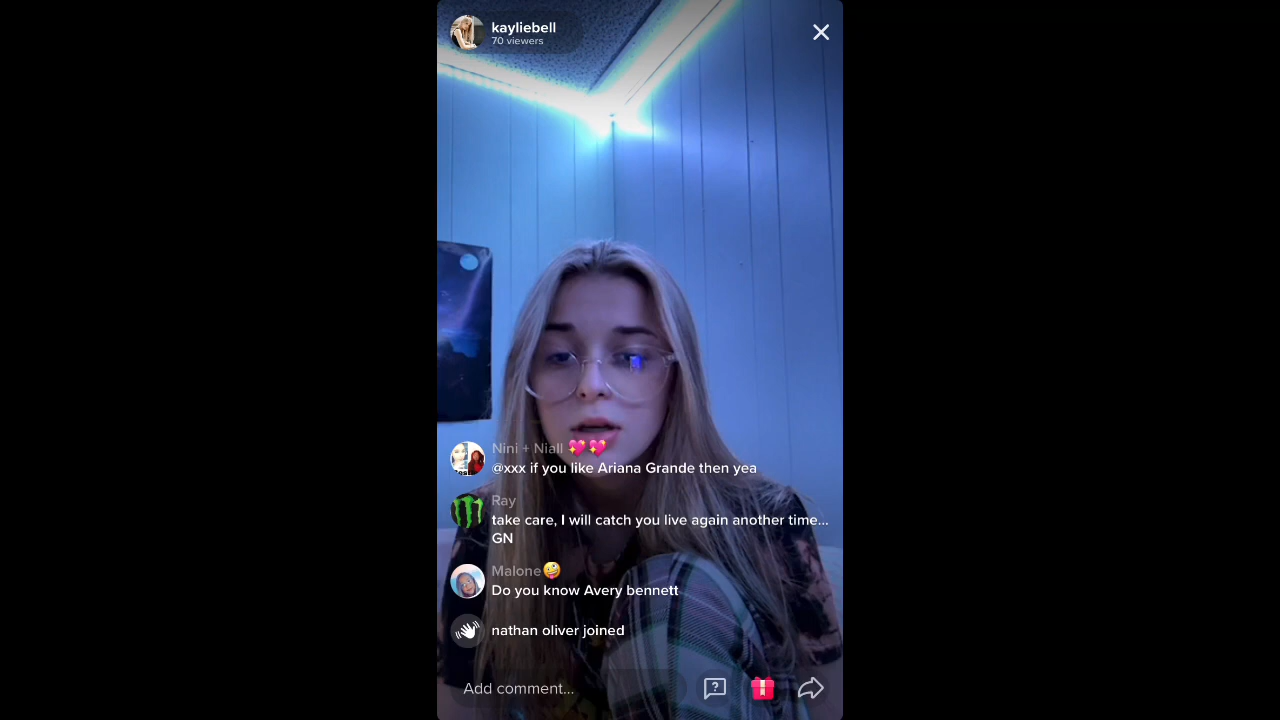 kayliebell
70 viewers
Nini + Niall 💖💖
@xxx if you like Ariana Grande then yea
Ray
take care, I will catch you live again another time...
GN
Malone🤪
Do you know Avery bennett
nathan oliver joined
Add comment...
?